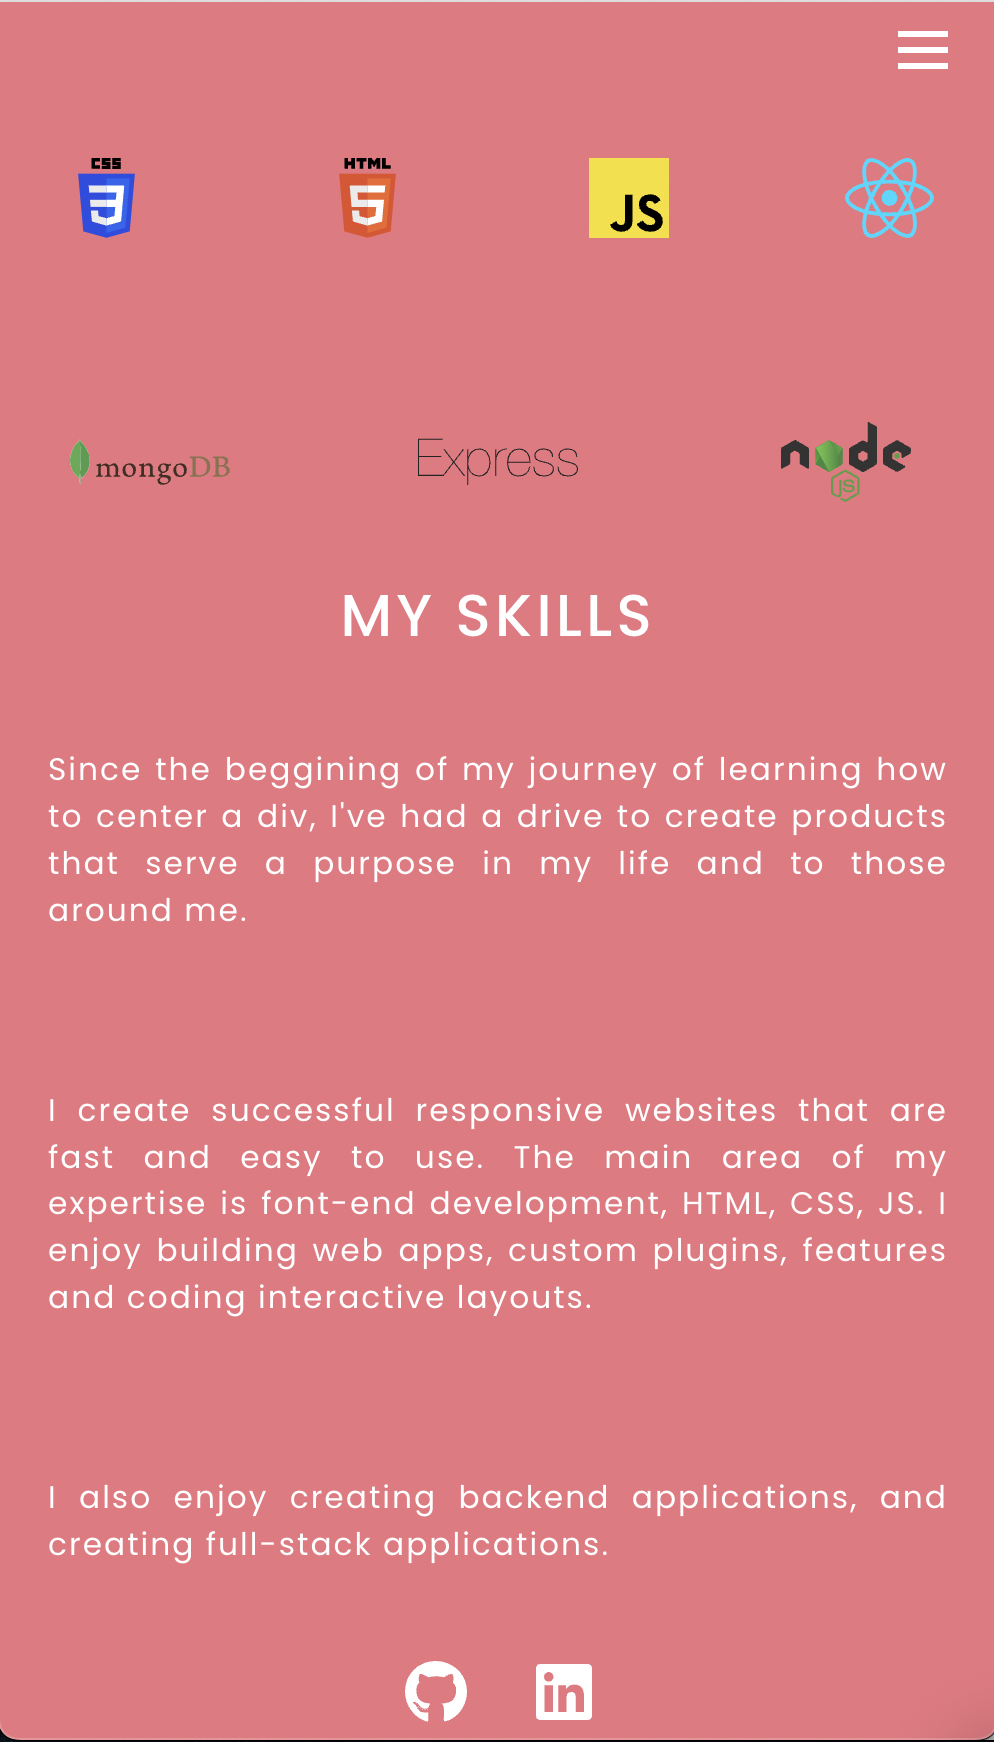 CSS HTML
3 5 JS
mongoDB Express node
JS
MY SKILLS
Since the beggining of my journey of learning how
to center a div, I've had a drive to create products
that serve a purpose in my life and to those
around me.
I create successful responsive websites that are
fast and easy to use. The main area of my
expertise is font-end development, HTML, CSS, JS. I
enjoy building web apps, custom plugins, features
and coding interactive layouts.
I also enjoy creating backend applications, and
creating full-stack applications.
in